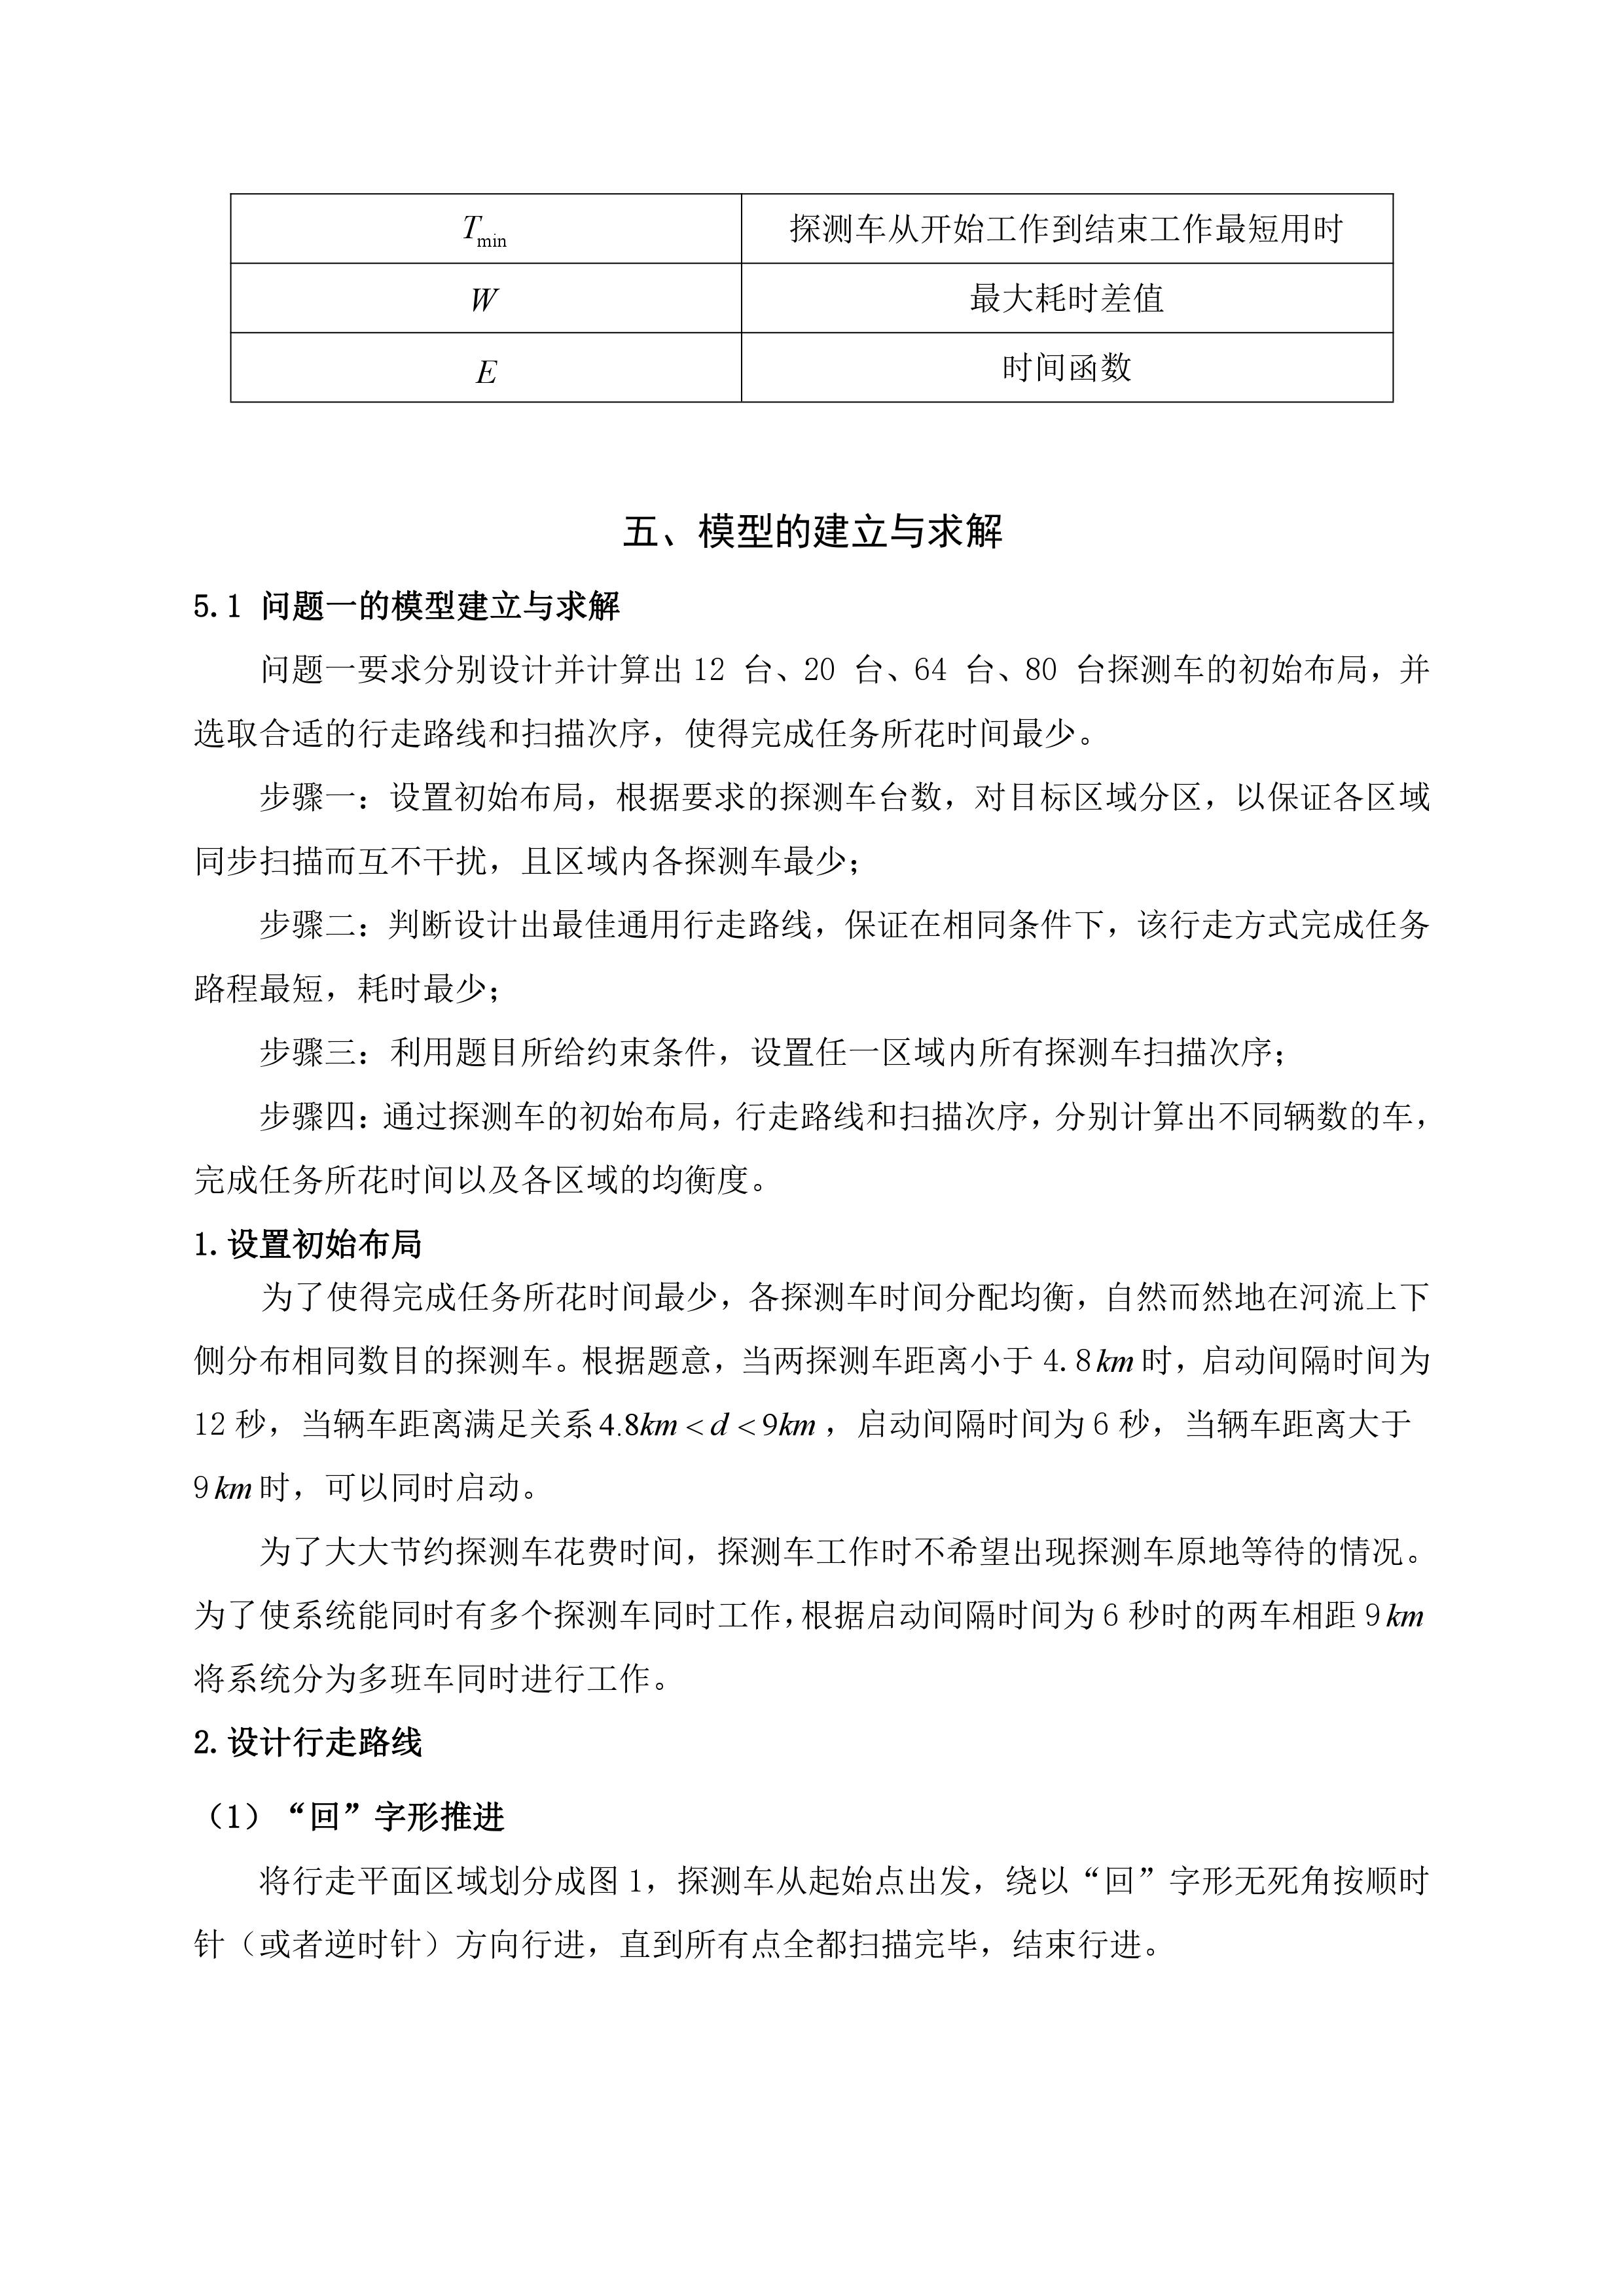 T_min 探测车从开始工作到结束工作最短用时
W 最大耗时差值
E 时间函数
五、模型的建立与求解
5.1 问题一的模型建立与求解
问题一要求分别设计并计算出12 台、20 台、64 台、80 台探测车的初始布局，并
选取合适的行走路线和扫描次序，使得完成任务所花时间最少。
步骤一：设置初始布局，根据要求的探测车台数，对目标区域分区，以保证各区域
同步扫描而互不干扰，且区域内各探测车最少；
步骤二：判断设计出最佳通用行走路线，保证在相同条件下，该行走方式完成任务
路程最短，耗时最少；
步骤三：利用题目所给约束条件，设置任一区域内所有探测车扫描次序；
步骤四：通过探测车的初始布局，行走路线和扫描次序，分别计算出不同辆数的车，
完成任务所花时间以及各区域的均衡度。
1.设置初始布局
为了使得完成任务所花时间最少，各探测车时间分配均衡，自然而然地在河流上下
侧分布相同数目的探测车。根据题意，当两探测车距离小于4.8km时，启动间隔时间为
12秒，当辆车距离满足关系4.8km < d < 9km，启动间隔时间为6秒，当辆车距离大于
9km时，可以同时启动。
为了大大节约探测车花费时间，探测车工作时不希望出现探测车原地等待的情况。
为了使系统能同时有多个探测车同时工作，根据启动间隔时间为6秒时的两车相距9km
将系统分为多班车同时进行工作。
2.设计行走路线
（1）“回”字形推进
将行走平面区域划分成图1，探测车从起始点出发，绕以“回”字形无死角按顺时
针（或者逆时针）方向行进，直到所有点全都扫描完毕，结束行进。